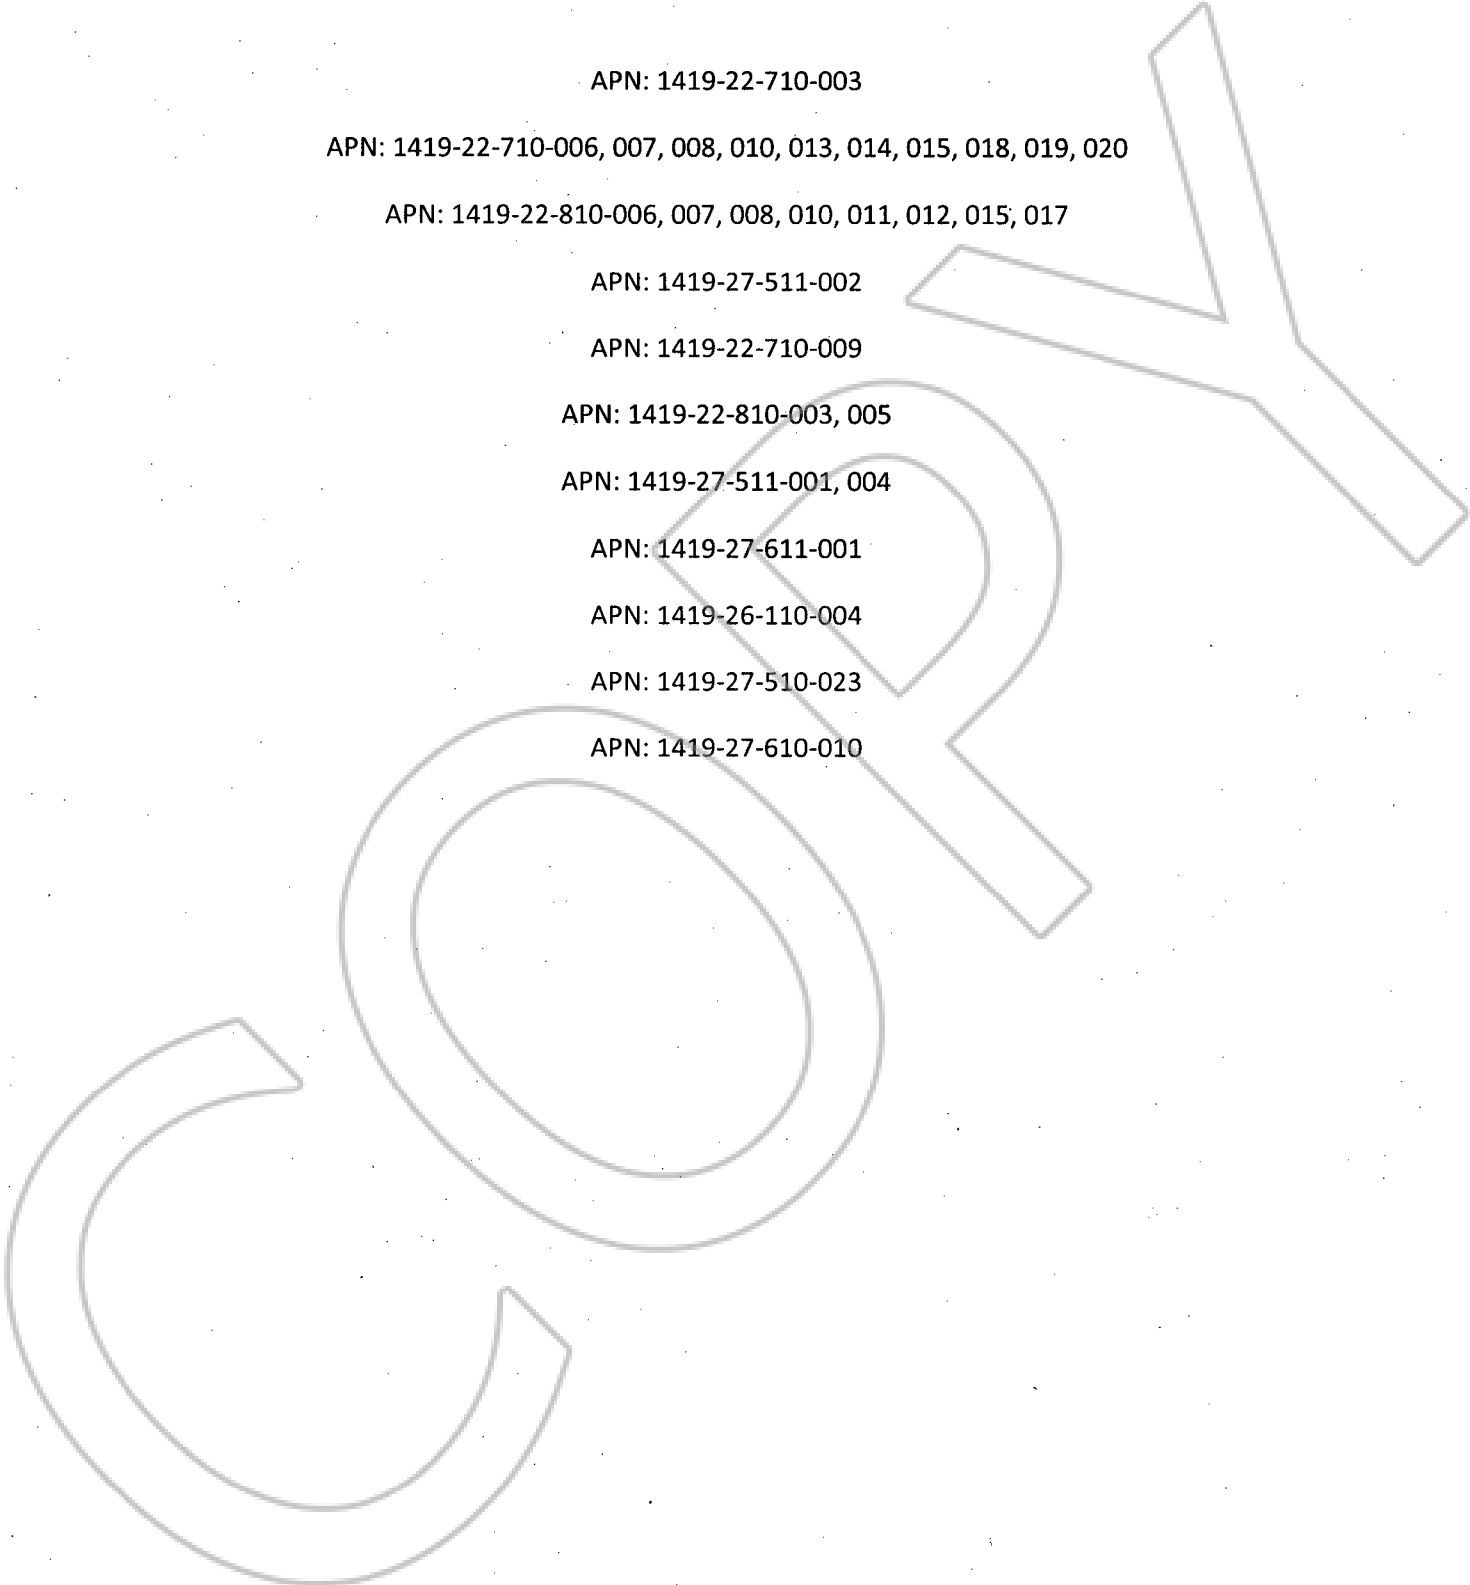 APN: 1419-22-710-003
APN: 1419-22-710-006, 007, 008, 010, 013, 014, 015, 018, 019, 020
APN: 1419-22-810-006, 007, 008, 010, 011, 012, 015, 017
APN: 1419-27-511-002
APN: 1419-22-710-009
APN: 1419-22-810-003, 005
APN: 1419-27-511-001, 004
APN: 1419-27-611-001
APN: 1419-26-110-004
APN: 1419-27-510-023
APN: 1419-27-610-010
COPY